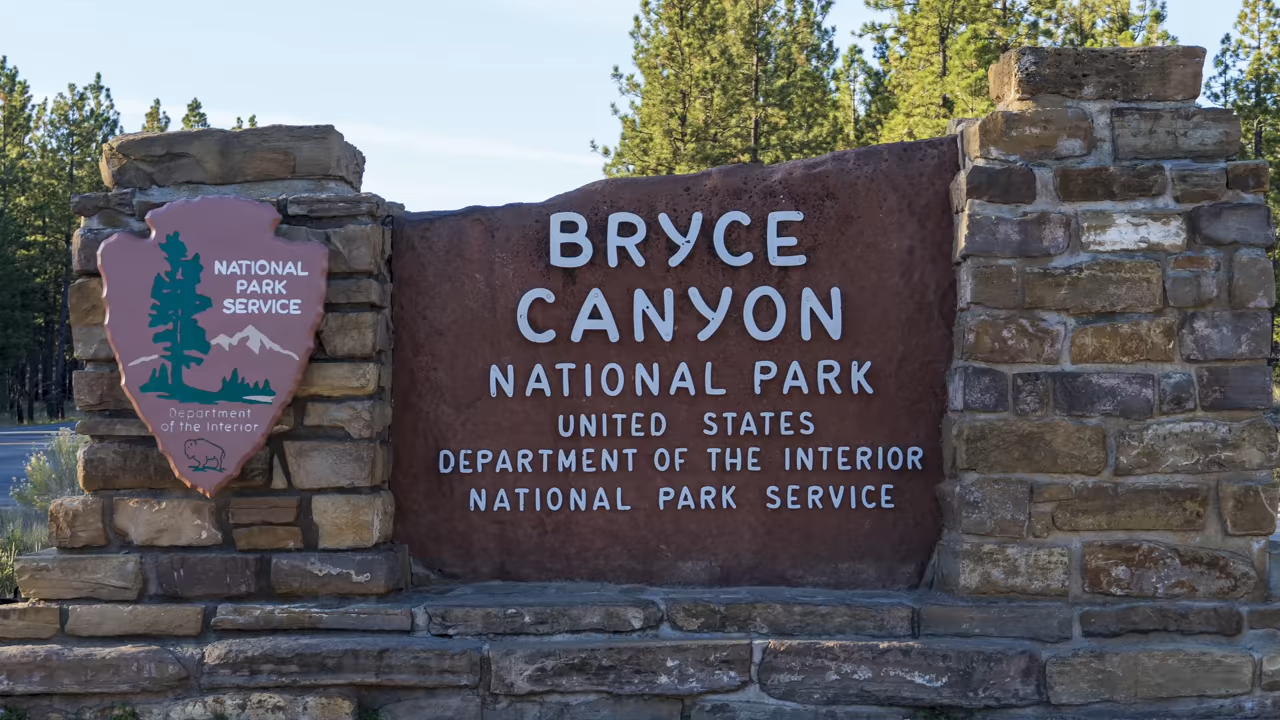 NATIONAL
PARK
SERVICE
Department
of the Interior
BRYCE
CANYON
NATIONAL PARK
UNITED STATES
DEPARTMENT OF THE INTERIOR
NATIONAL PARK SERVICE